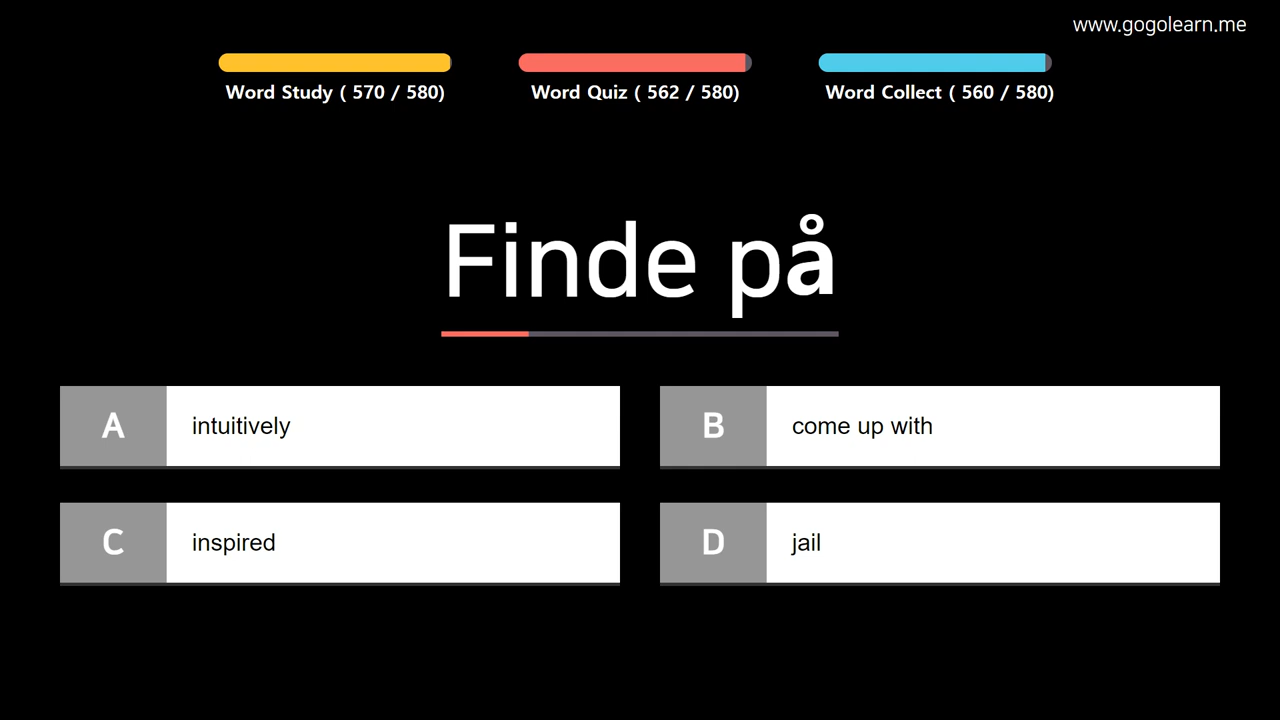 www.gogolearn.me
Word Study ( 570 / 580)
Word Quiz ( 562 / 580)
Word Collect ( 560 / 580)
Finde på
A intuitively
B come up with
C inspired
D jail